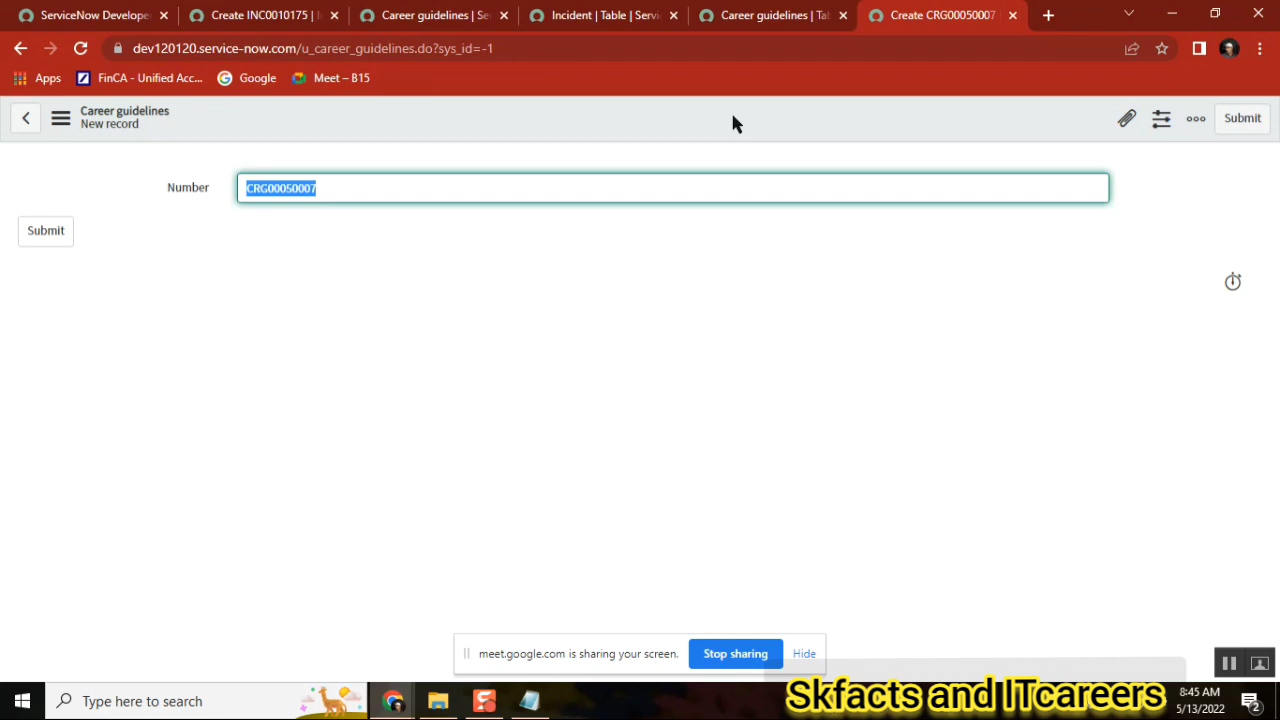 ServiceNow Develope
Create INC0010175 | I
Career guidelines | Se
Incident | Table | Servic
Career guidelines | Tab
Create CRG00050007
dev120120.service-now.com/u_career_guidelines.do?sys_id=-1
Apps
FinCA - Unified Acc...
Google
Meet – B15
Career guidelines
New record
Submit
Number
CRG00050007
Submit
meet.google.com is sharing your screen.
Stop sharing
Hide
Type here to search
Skfacts and ITcareers
8:45 AM
5/13/2022
2